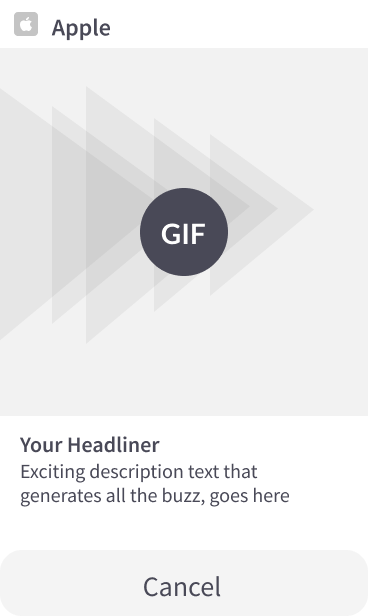 Apple
GIF
Your Headliner
Exciting description text that
generates all the buzz, goes here
Cancel